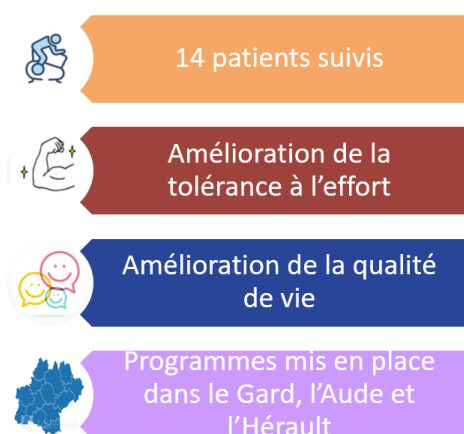 14 patients suivis
Amélioration de la
tolérance à l’effort
Amélioration de la qualité
de vie
Programmes mis en place
dans le Gard, l’Aude et
l’Hérault